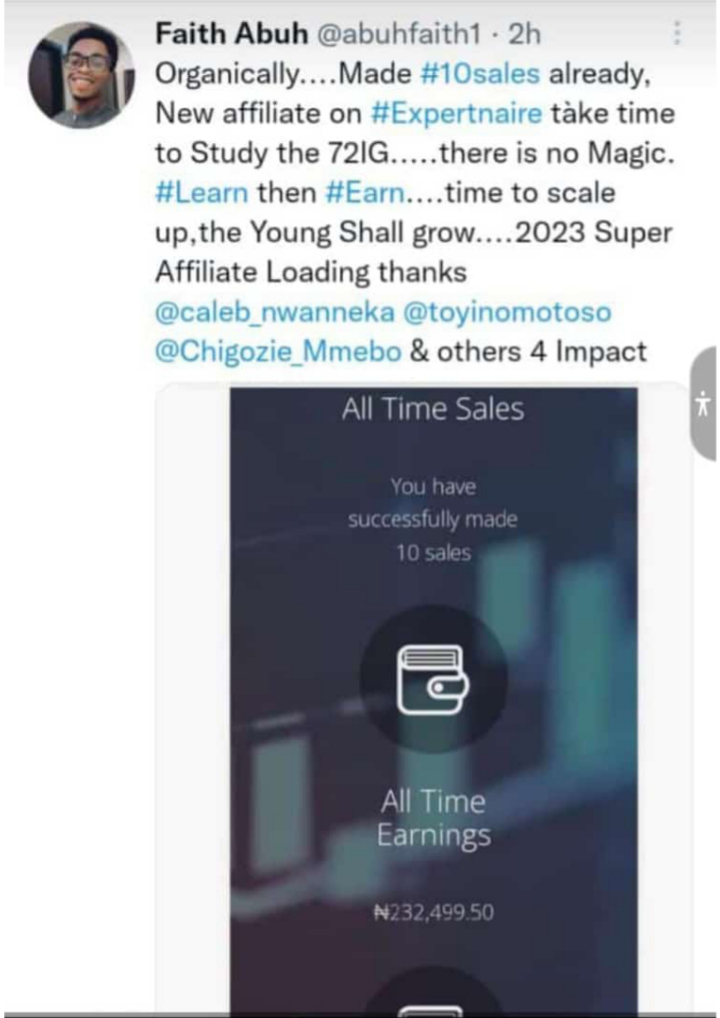 Faith Abuh @abuhfaith1 · 2h
Organically....Made #10sales already,
New affiliate on #Expertnaire tàke time
to Study the 72IG.....there is no Magic.
#Learn then #Earn....time to scale
up,the Young Shall grow....2023 Super
Affiliate Loading thanks
@caleb_nwanneka @toyinomotoso
@Chigozie_Mmebo & others 4 Impact
All Time Sales
You have
successfully made
10 sales
All Time
Earnings
₦232,499.50